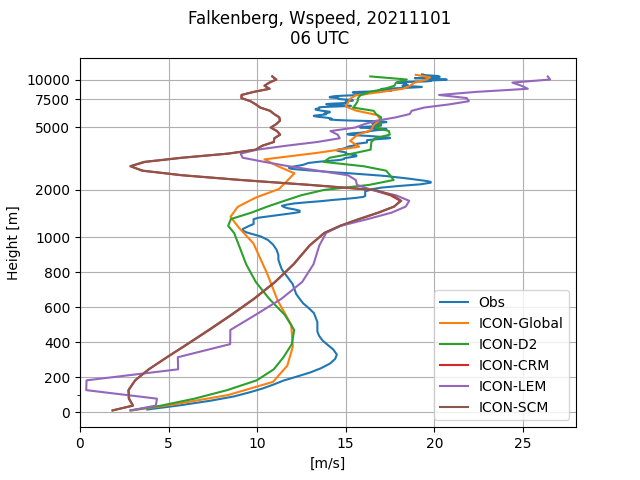 Falkenberg, Wspeed, 20211101
06 UTC
Height [m]
10000
7500
5000
2000
1000
800
600
400
200
0
0
5
10
15
20
25
[m/s]
Obs
ICON-Global
ICON-D2
ICON-CRM
ICON-LEM
ICON-SCM